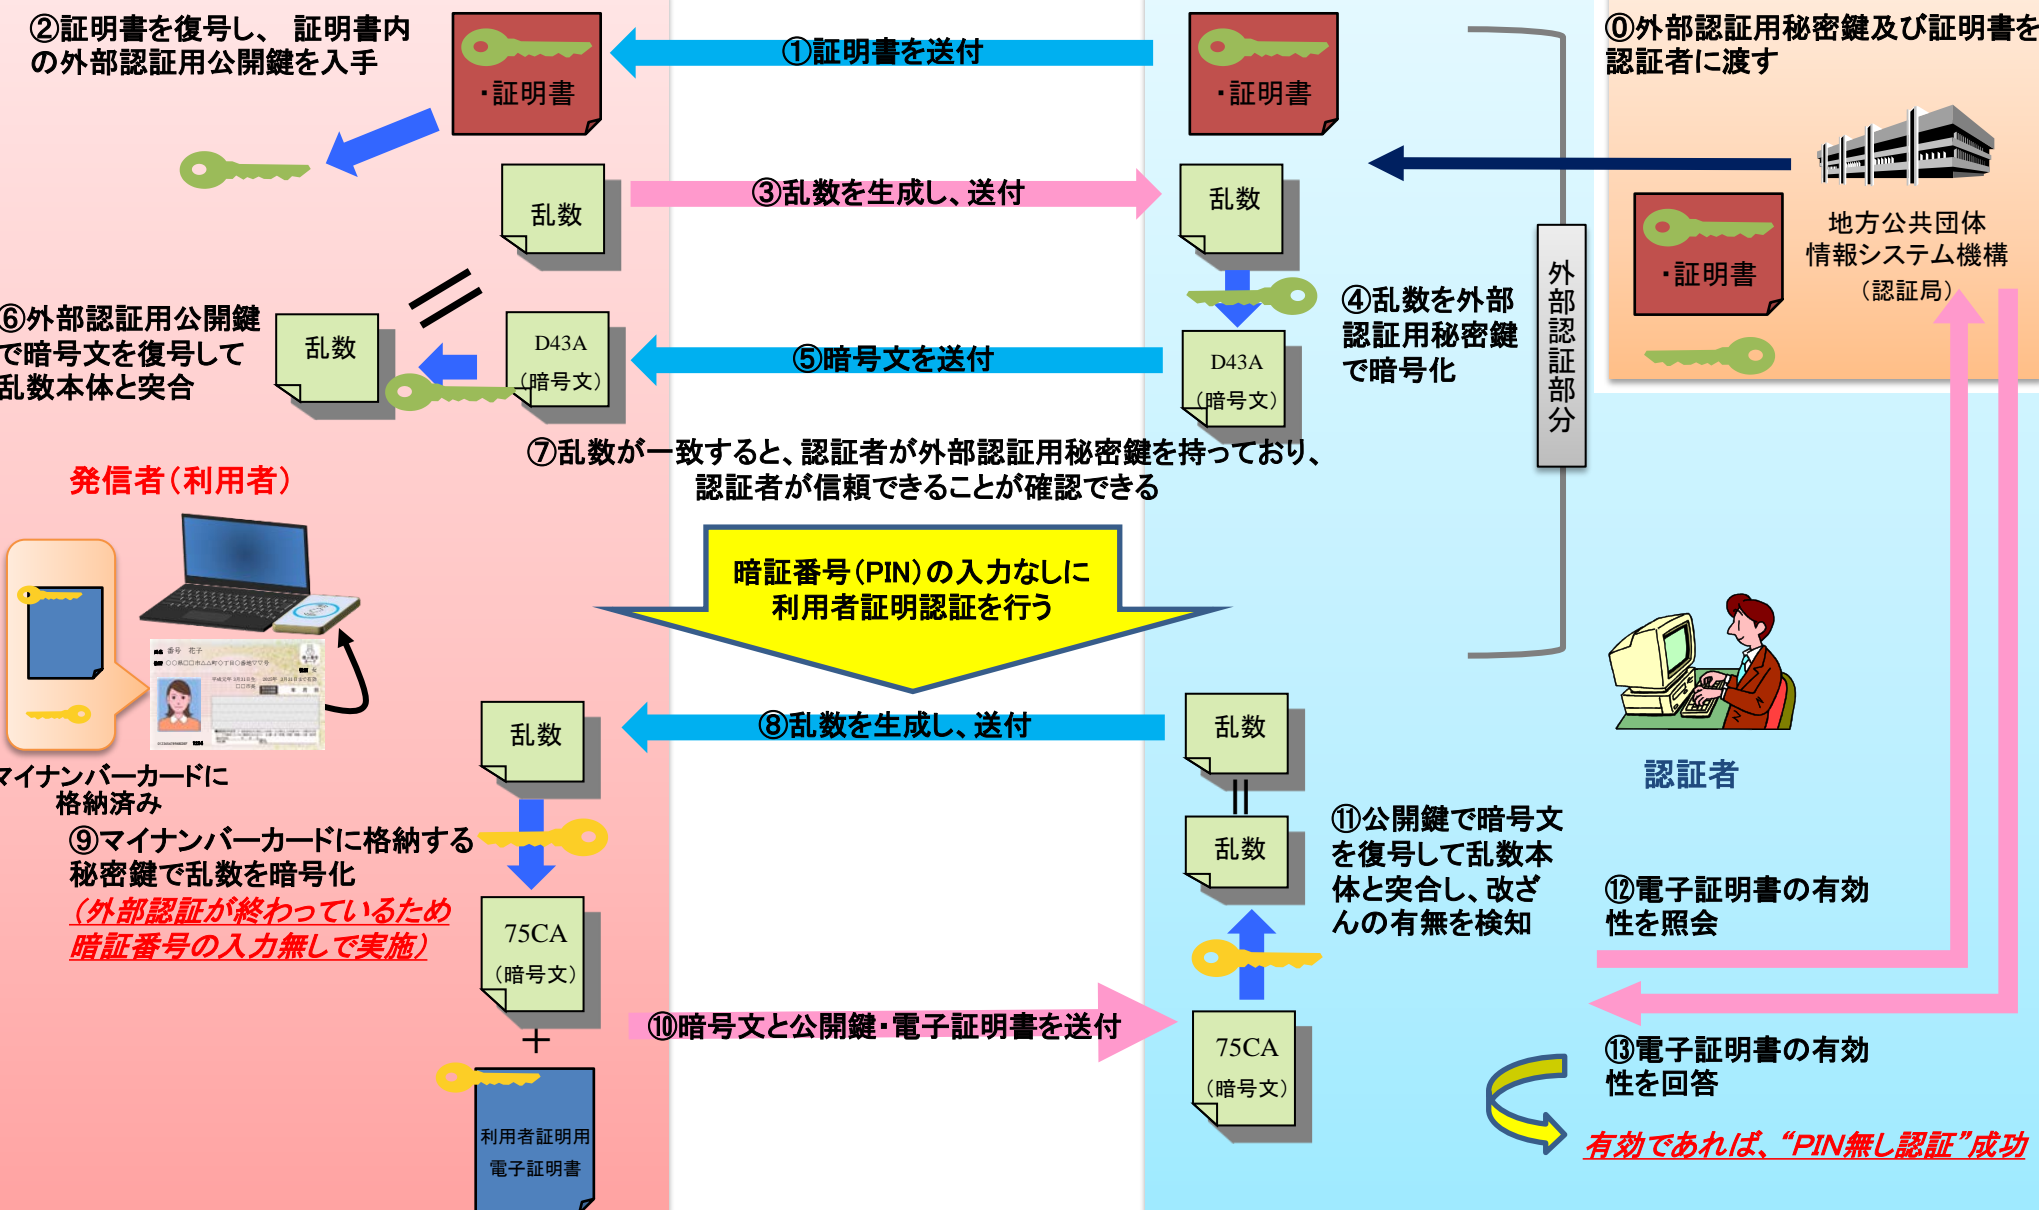 ②証明書を復号し、 証明書内
の外部認証用公開鍵を入手
・証明書
①証明書を送付
・証明書
⓪外部認証用秘密鍵及び証明書を
認証者に渡す
地方公共団体
情報システム機構
（認証局）
・証明書
乱数
③乱数を生成し、送付
乱数
④乱数を外部
認証用秘密鍵
で暗号化
外部認証部分
⑥外部認証用公開鍵
で暗号文を復号して
乱数本体と突合
乱数
D43A
（暗号文）
⑤暗号文を送付
D43A
（暗号文）
⑦乱数が一致すると、認証者が外部認証用秘密鍵を持っており、
認証者が信頼できることが確認できる
発信者（利用者）
暗証番号（PIN）の入力なしに
利用者証明認証を行う
番号 花子
マイナンバーカードに
格納済み
認証者
乱数
⑧乱数を生成し、送付
乱数
乱数
⑨マイナンバーカードに格納する
秘密鍵で乱数を暗号化
（外部認証が終わっているため
暗証番号の入力無しで実施）
75CA
（暗号文）
＋
利用者証明用
電子証明書
⑩暗号文と公開鍵・電子証明書を送付
75CA
（暗号文）
⑪公開鍵で暗号文
を復号して乱数本
体と突合し、改ざ
んの有無を検知
⑫電子証明書の有効
性を照会
⑬電子証明書の有効
性を回答
有効であれば、“PIN無し認証”成功